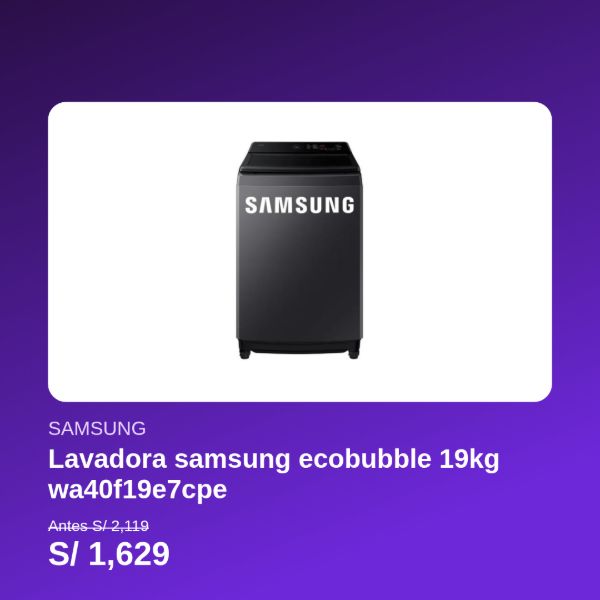 SAMSUNG
SAMSUNG
Lavadora samsung ecobubble 19kg
wa40f19e7cpe
Antes S/ 2,119
S/ 1,629